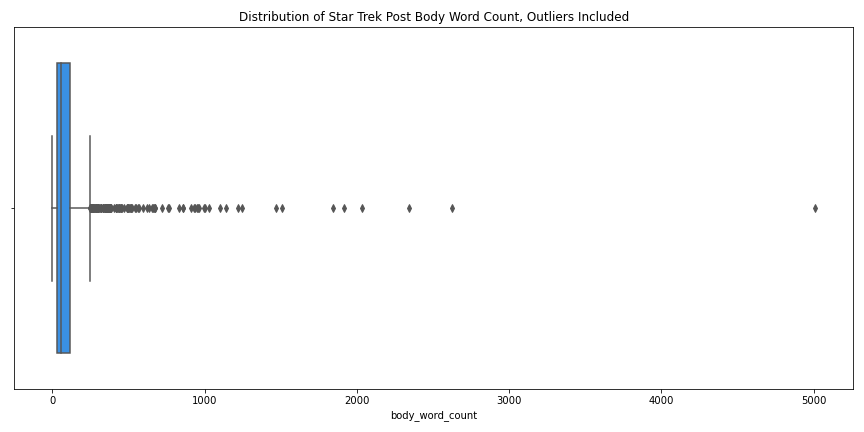 Distribution of Star Trek Post Body Word Count, Outliers Included
0 1000 2000 3000 4000 5000
body_word_count